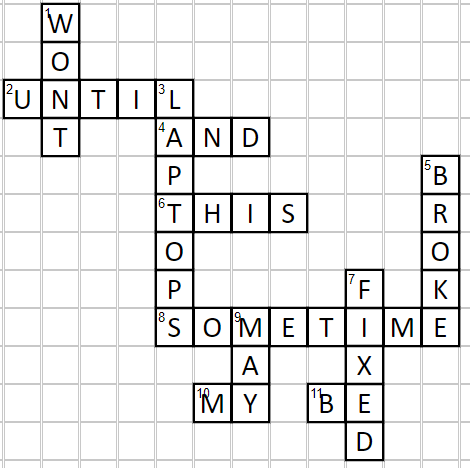 1 W
O
2 U N T I 3 L
T 4 A N D
P 5 B
6 T H I S R
O O
P 7 F K
8 S O 9 M E T I M E
A X
10 M Y 11 B E
D